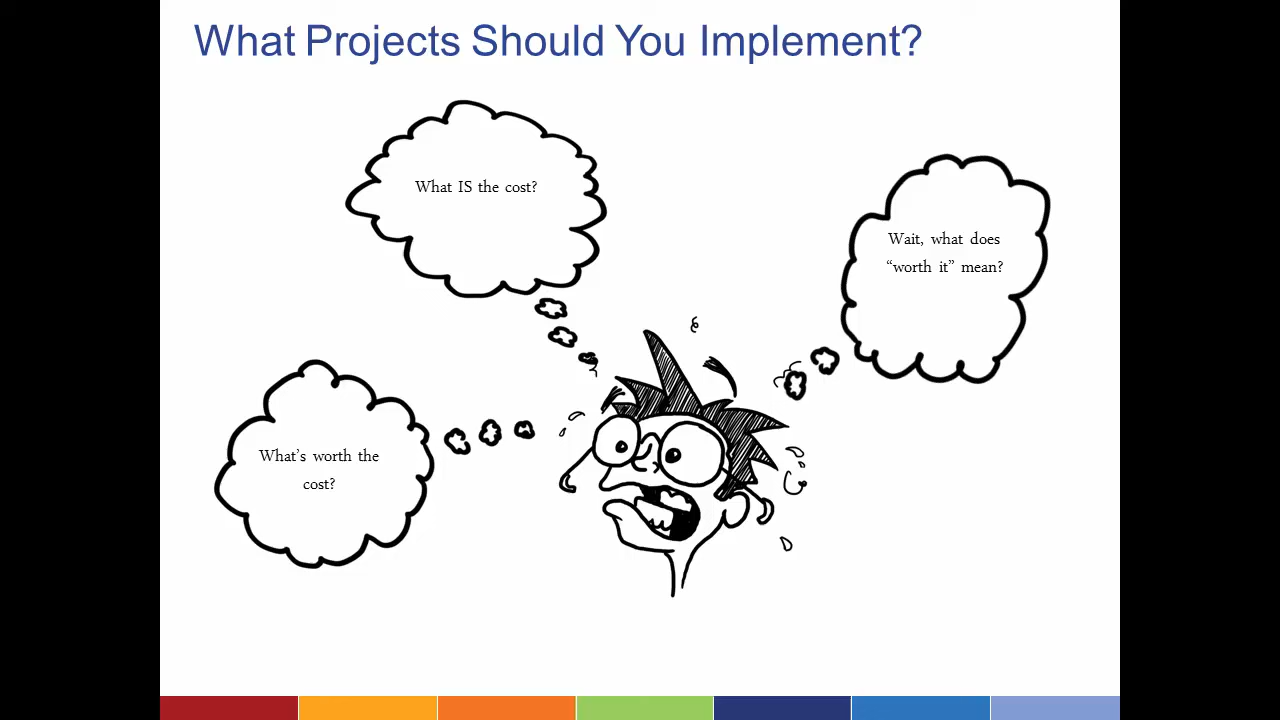 What Projects Should You Implement?
What IS the cost?
Wait, what does
“worth it” mean?
What’s worth the
cost?